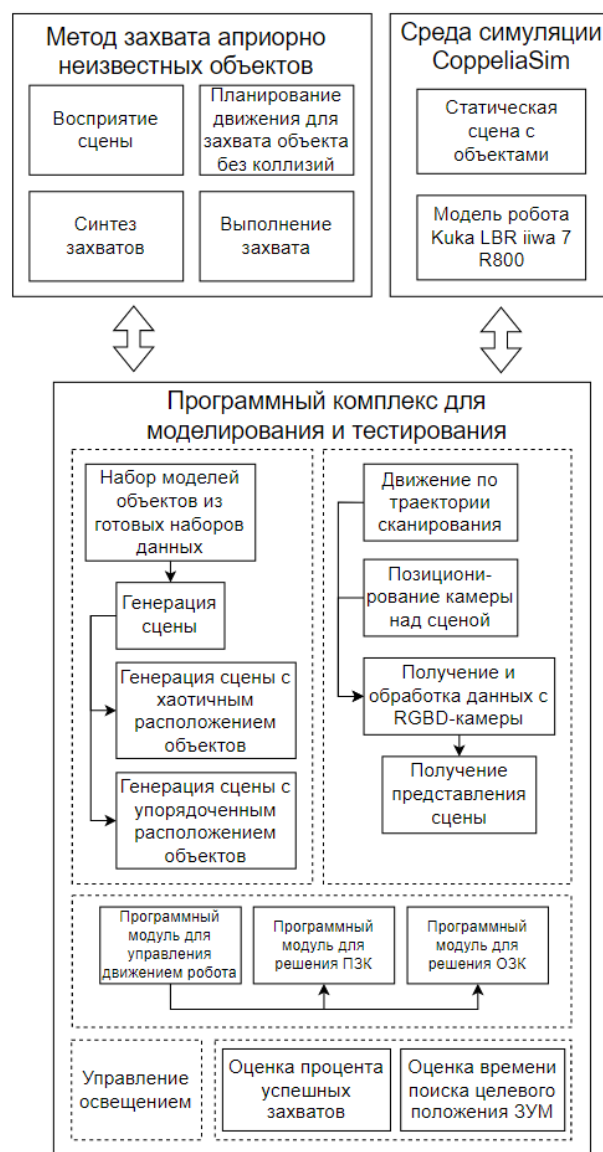 Метод захвата априорно
неизвестных объектов
Восприятие
сцены
Планирование
движения для
захвата объекта
без коллизий
Синтез
захватов
Выполнение
захвата
Среда симуляции
CoppeliaSim
Статическая
сцена с
объектами
Модель робота
Kuka LBR iiwa 7
R800
Программный комплекс для
моделирования и тестирования
Набор моделей
объектов из
готовых наборов
данных
Генерация
сцены
Генерация сцены с
хаотичным
расположением
объектов
Генерация сцены с
упорядоченным
расположением
объектов
Движение по
траектории
сканирования
Позициони-
рование камеры
над сценой
Получение и
обработка данных с
RGBD-камеры
Получение
представления
сцены
Программный
модуль для
управления
движением робота
Программный
модуль для
решения ПЗК
Программный
модуль для
решения ОЗК
Управление
освещением
Оценка процента
успешных
захватов
Оценка времени
поиска целевого
положения ЗУМ